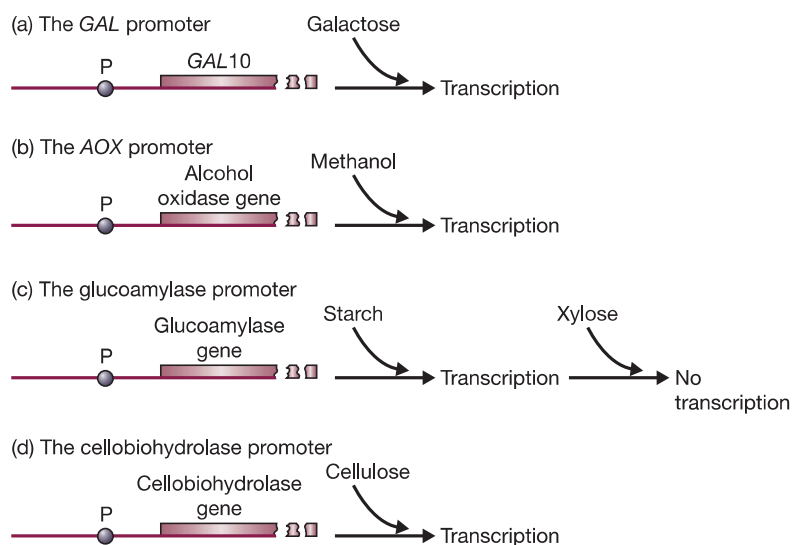 (a) The GAL promoter
Galactose
P
GAL10
Transcription
(b) The AOX promoter
Methanol
P
Alcohol
oxidase gene
Transcription
(c) The glucoamylase promoter
Starch
Xylose
P
Glucoamylase
gene
Transcription
No
transcription
(d) The cellobiohydrolase promoter
Cellulose
P
Cellobiohydrolase
gene
Transcription